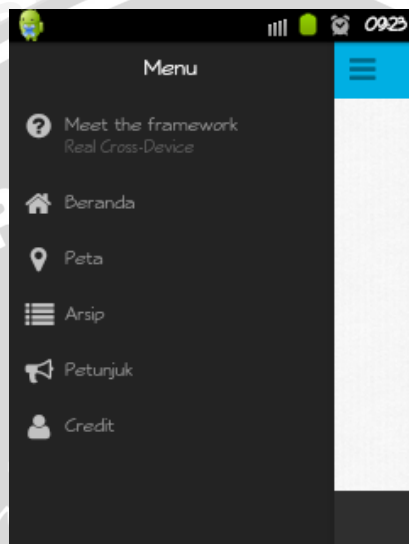 09:23
Menu
Meet the framework
Real Cross-Device
Beranda
Peta
Arsip
Petunjuk
Credit